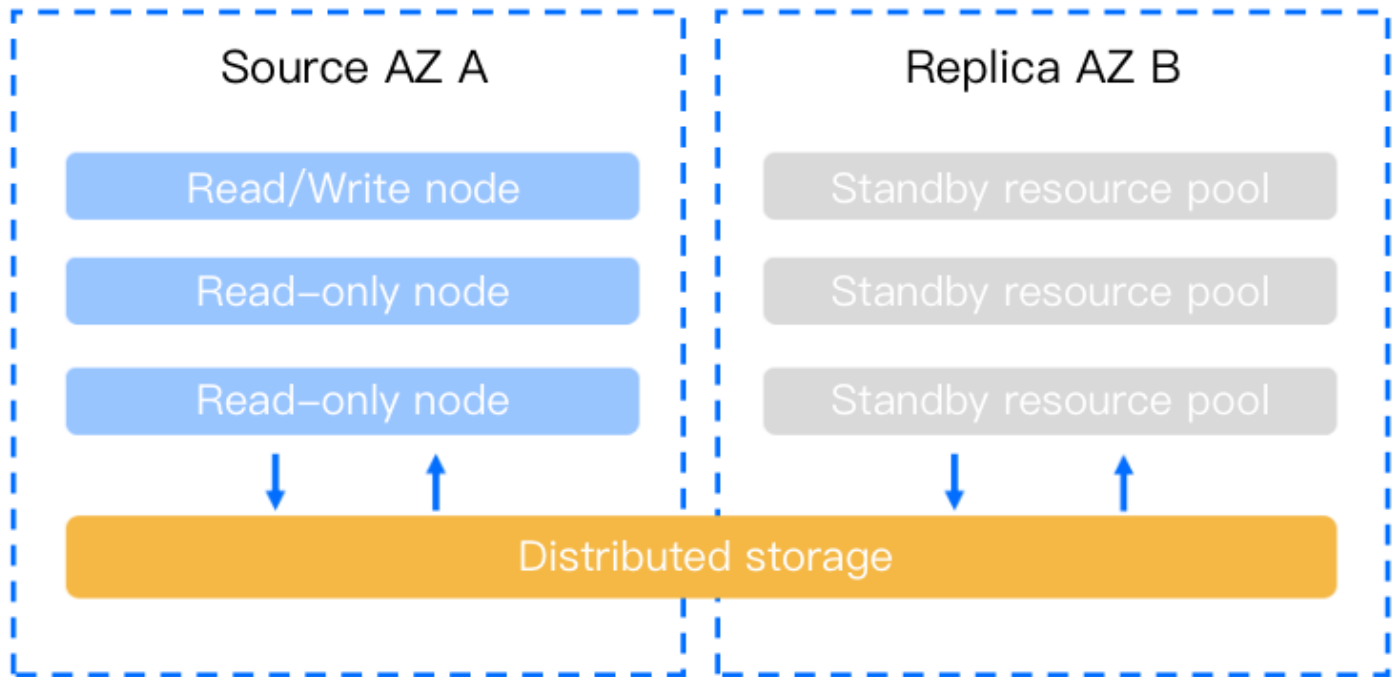 Source AZ A
Read/Write node
Read–only node
Read–only node
Replica AZ B
Standby resource pool
Standby resource pool
Standby resource pool
Distributed storage